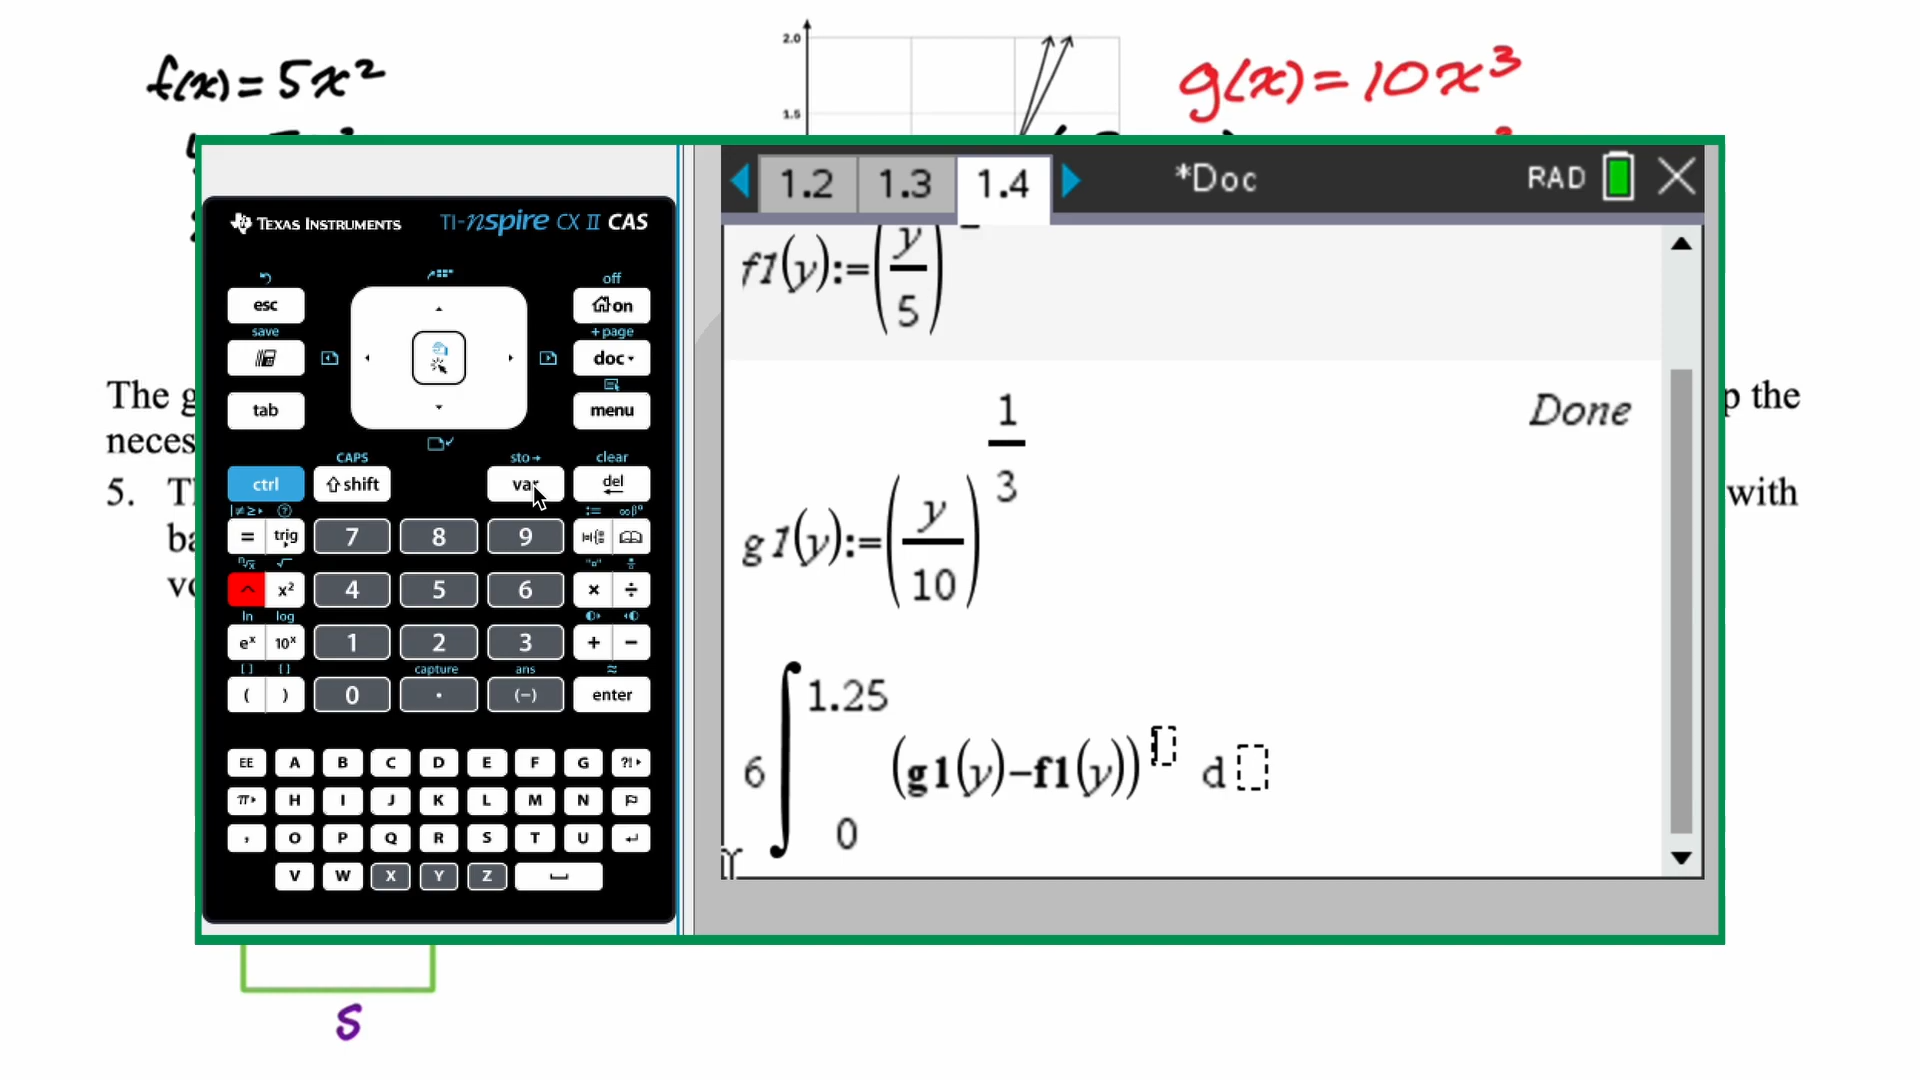 f(x) = 5x²
2.0
1.5
g(x) = 10x³
The g
necess
5. T
ba
vo
p the
with
s
TEXAS INSTRUMENTS TI-nspire CX II CAS
esc off on
save + page doc
tab menu
CAPS sto→ clear
ctrl shift var del
= trig 7 8 9
^ x² 4 5 6 × ÷
ln log
eˣ 10ˣ 1 2 3 + −
[ ] { } capture ans ≈
( ) 0 . (−) enter
EE A B C D E F G ?!▸
π▸ H I J K L M N
, O P Q R S T U
V W X Y Z
1.2 1.3 1.4 *Doc RAD
f1(y):=(y/5)
Done
g1(y):=(y/10)^(1/3)
6∫₀^1.25 (g1(y)−f1(y)) d